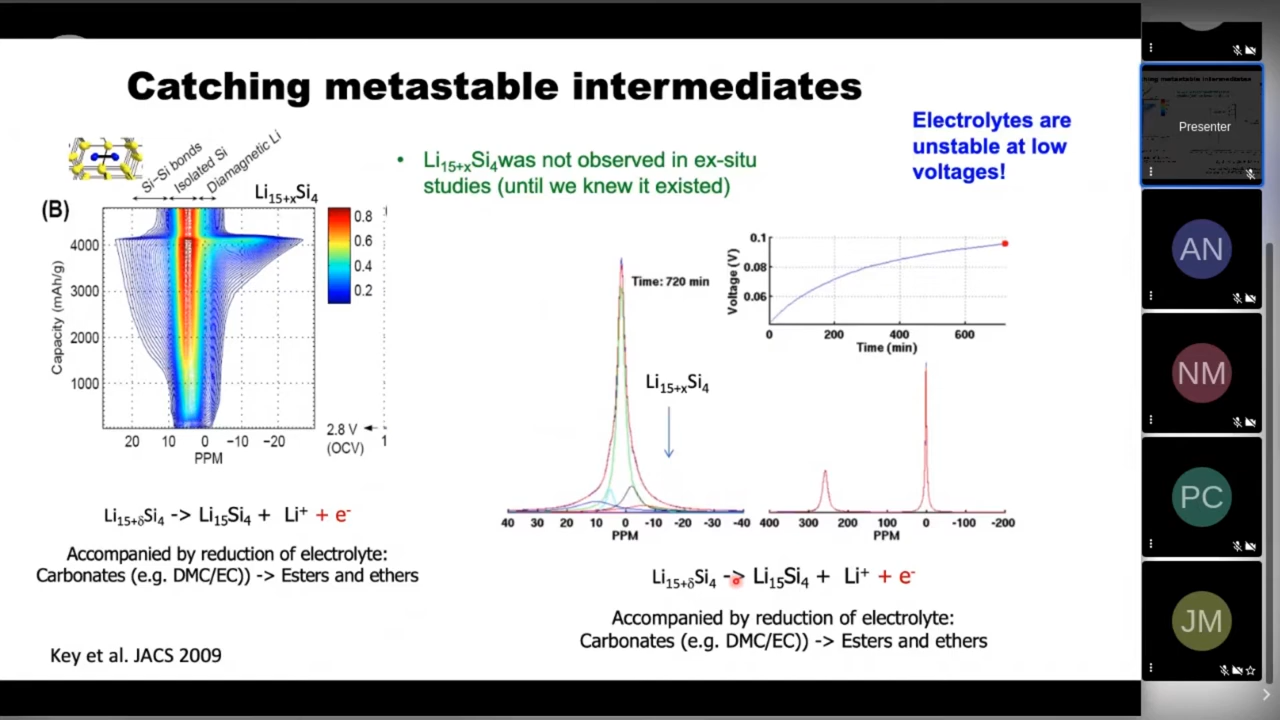 Catching metastable intermediates
Electrolytes are
unstable at low
voltages!
• Li15+xSi4was not observed in ex-situ
studies (until we knew it existed)
Si–Si bonds
Isolated Si
Diamagnetic Li
Li15+xSi4
(B)
4000
3000
2000
1000
Capacity (mAh/g)
20 10 0 –10 –20
PPM
0.8
0.6
0.4
0.2
2.8 V
(OCV)
1
Li15+δSi4 -> Li15Si4 + Li+ + e-
Accompanied by reduction of electrolyte:
Carbonates (e.g. DMC/EC)) -> Esters and ethers
Key et al. JACS 2009
Time: 720 min
Li15+xSi4
40 30 20 10 0 -10 -20 -30 -40
PPM
0.1
0.08
0.06
Voltage (V)
0 200 400 600
Time (min)
400 300 200 100 0 -100 -200
PPM
Li15+δSi4 -> Li15Si4 + Li+ + e-
Accompanied by reduction of electrolyte:
Carbonates (e.g. DMC/EC)) -> Esters and ethers
Presenter
AN
NM
PC
JM